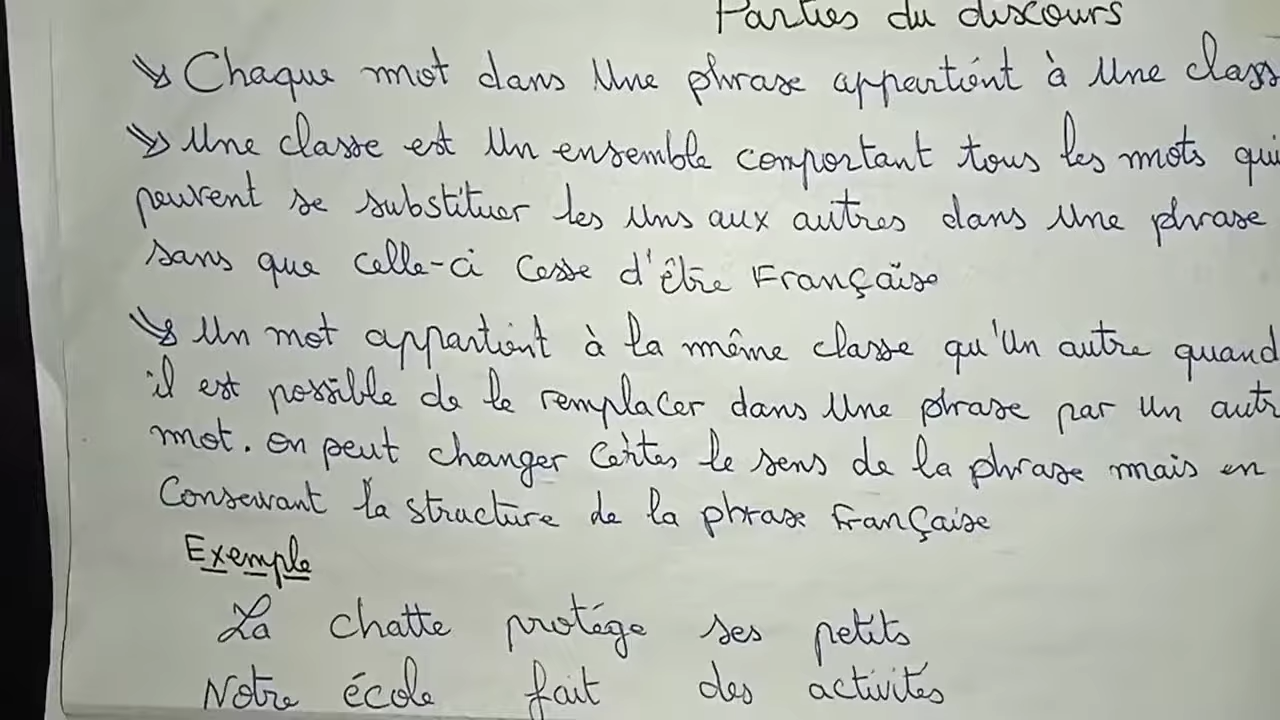 Parties du discours
Chaque mot dans une phrase appartient à une class
Une classe est un ensemble comportant tous les mots qui
peuvent se substituer les uns aux autres dans une phrase
sans que celle-ci cesse d'être Française
Un mot appartient à la même classe qu'un autre quand
il est possible de le remplacer dans une phrase par un autr
mot. on peut changer certes le sens de la phrase mais en
Conservant la structure de la phrase française
Exemple
La chatte protége ses petits
Notre école fait des activités